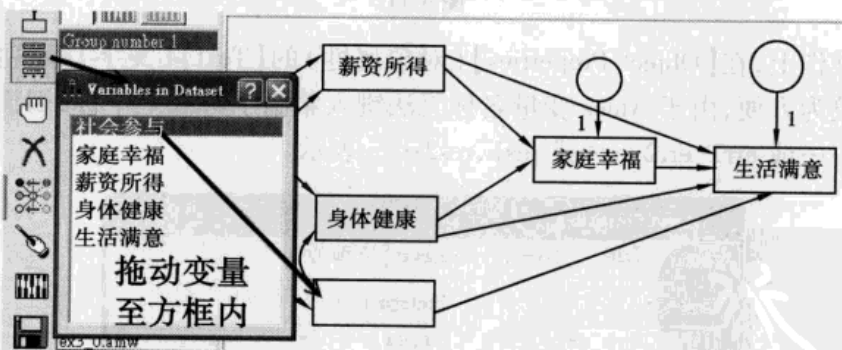 Group number 1
Variables in Dataset
社会参与
家庭幸福
薪资所得
身体健康
生活满意
拖动变量
至方框内
ex3_0.amw
薪资所得
身体健康
1
家庭幸福
1
生活满意